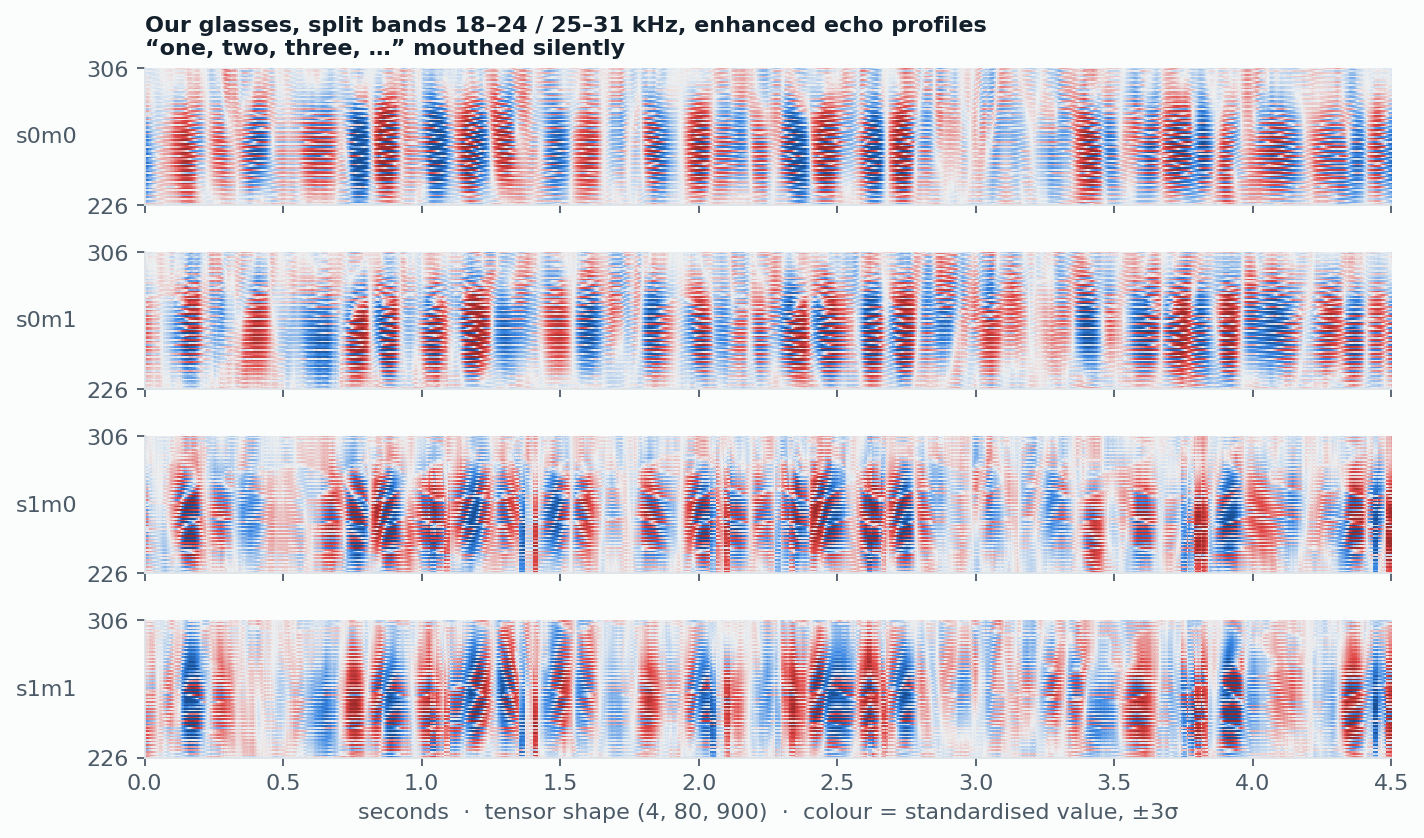 Our glasses, split bands 18–24 / 25–31 kHz, enhanced echo profiles
“one, two, three, …” mouthed silently
306
s0m0
226
306
s0m1
226
306
s1m0
226
306
s1m1
226
0.0 0.5 1.0 1.5 2.0 2.5 3.0 3.5 4.0 4.5
seconds · tensor shape (4, 80, 900) · colour = standardised value, ±3σ